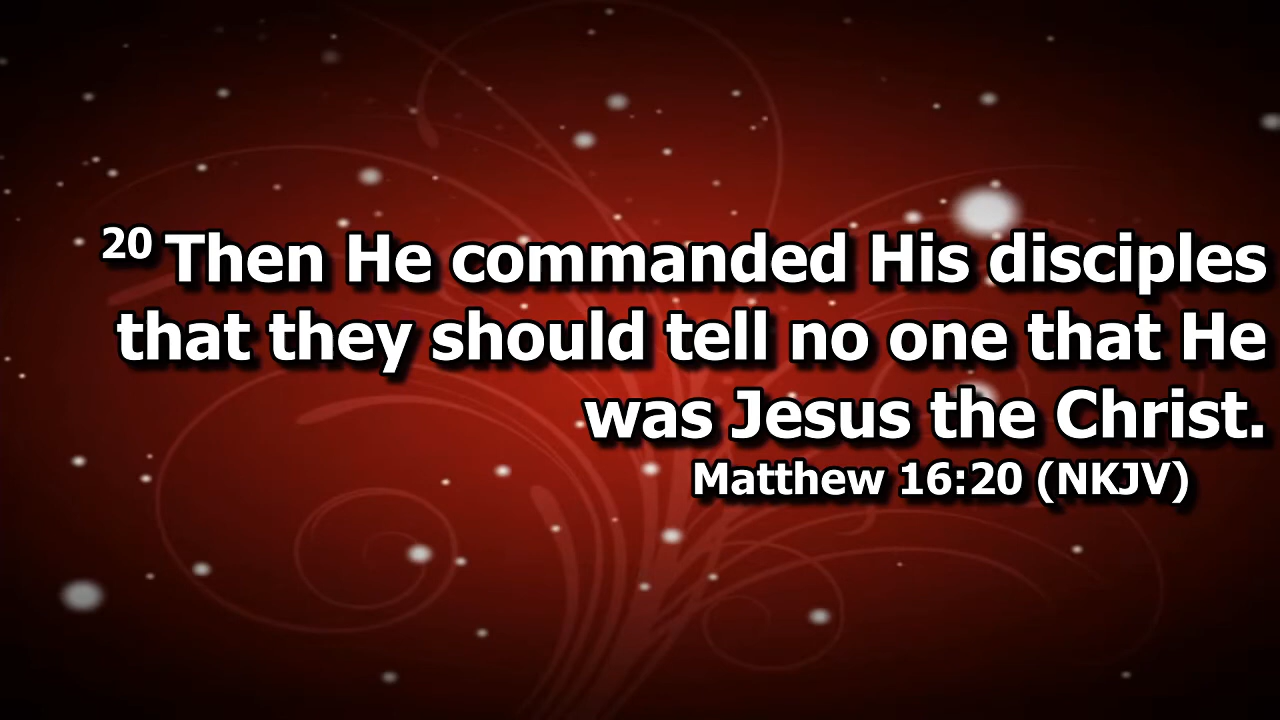 20 Then He commanded His disciples
that they should tell no one that He
was Jesus the Christ.
Matthew 16:20 (NKJV)